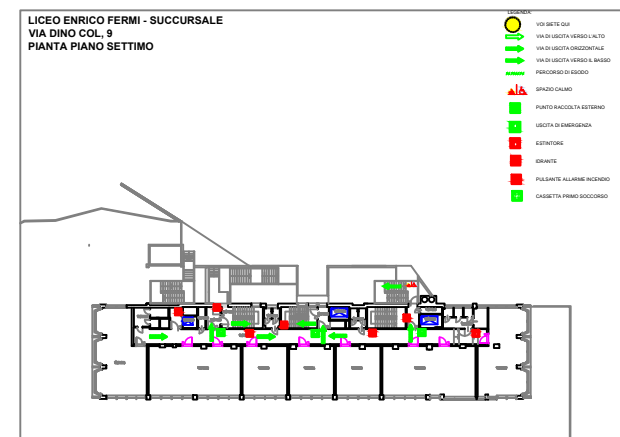 LICEO ENRICO FERMI - SUCCURSALE
VIA DINO COL, 9
PIANTA PIANO SETTIMO
LEGENDA:
VOI SIETE QUI
VIA DI USCITA VERSO L'ALTO
VIA DI USCITA ORIZZONTALE
VIA DI USCITA VERSO IL BASSO
PERCORSO DI ESODO
SPAZIO CALMO
PUNTO RACCOLTA ESTERNO
USCITA DI EMERGENZA
ESTINTORE
IDRANTE
PULSANTE ALLARME INCENDIO
CASSETTA PRIMO SOCCORSO